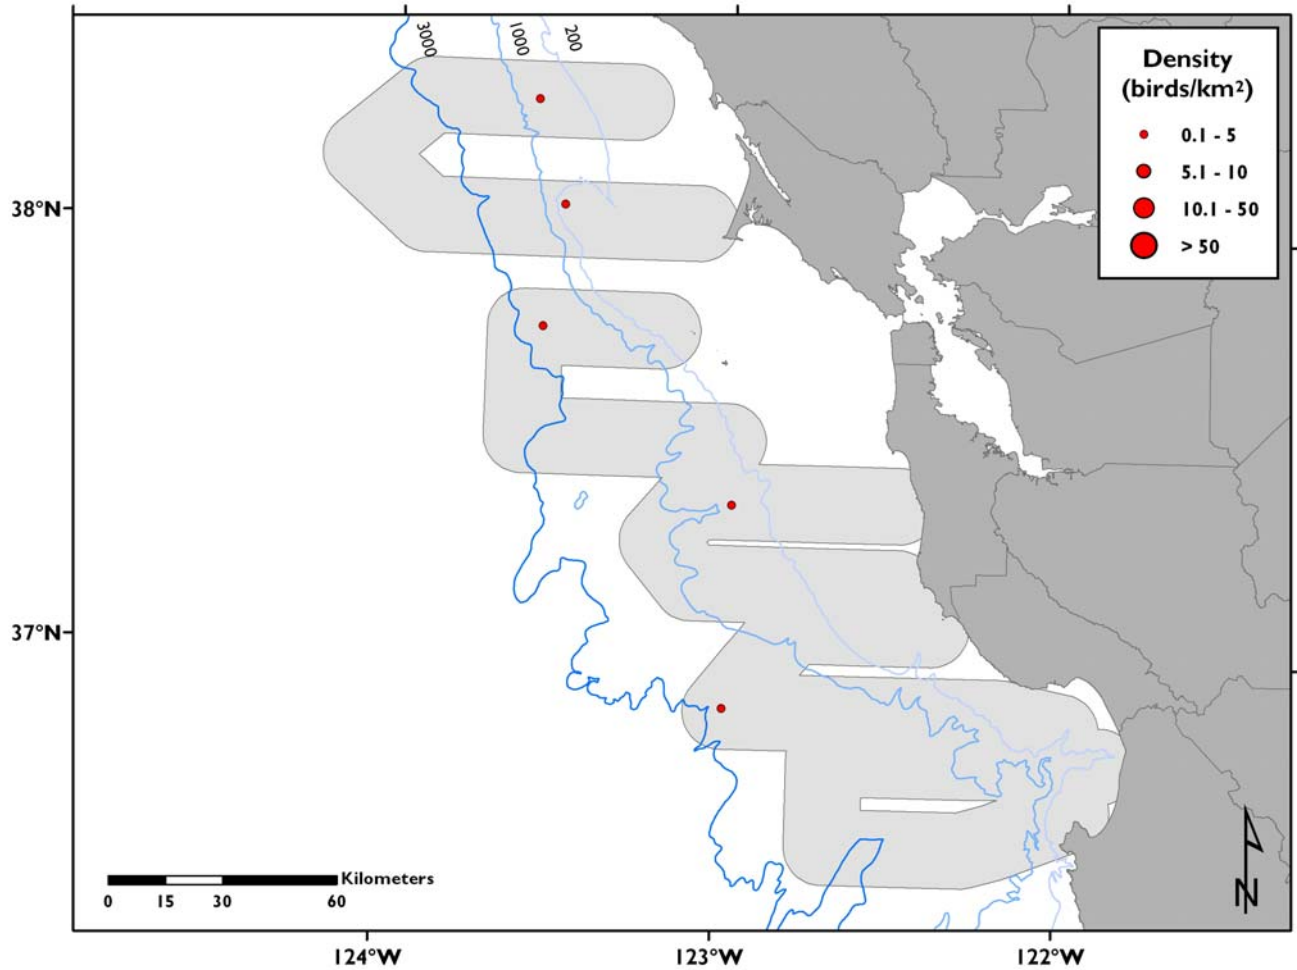 3000
1000
200
Density
(birds/km²)
0.1 - 5
5.1 - 10
10.1 - 50
> 50
38°N
37°N
Kilometers
0 15 30 60
N
124°W 123°W 122°W